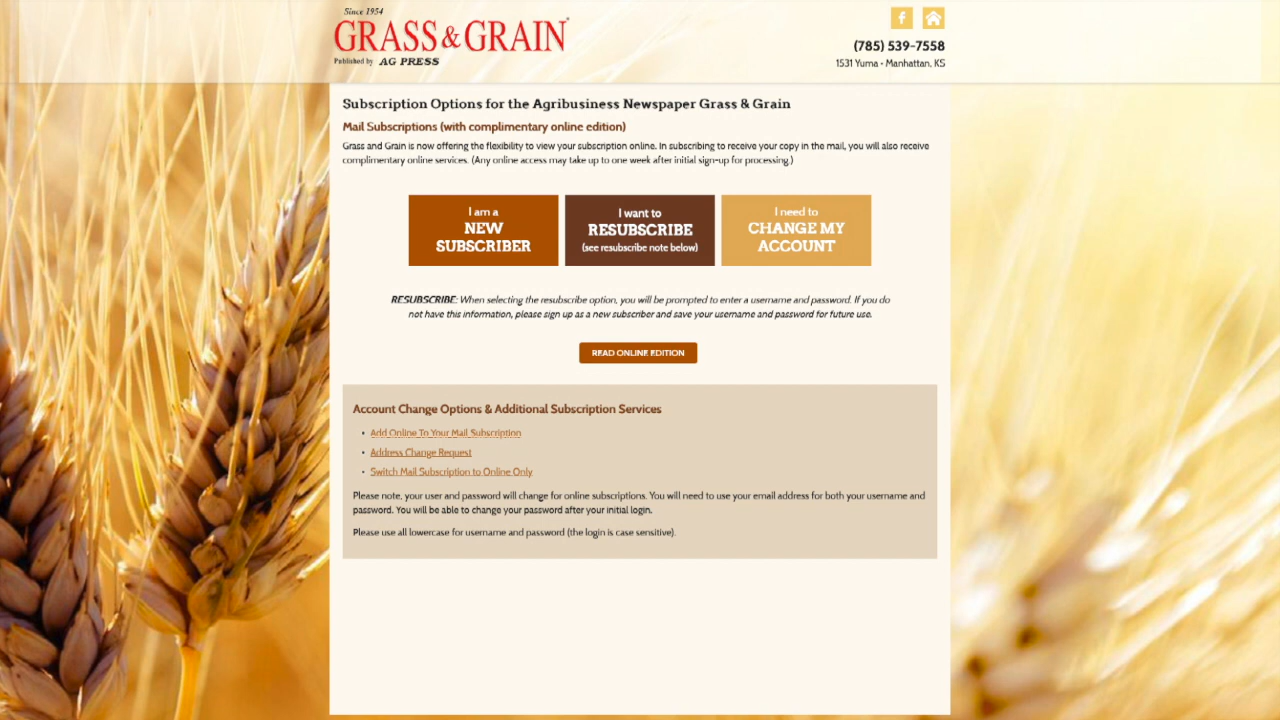 Since 1954
GRASS & GRAIN®
Published by AG PRESS
(785) 539-7558
1531 Yuma • Manhattan, KS
Subscription Options for the Agribusiness Newspaper Grass & Grain
Mail Subscriptions (with complimentary online edition)
Grass and Grain is now offering the flexibility to view your subscription online. In subscribing to receive your copy in the mail, you will also receive
complimentary online services. (Any online access may take up to one week after initial sign-up for processing.)
I am a
NEW
SUBSCRIBER
I want to
RESUBSCRIBE
(see resubscribe note below)
I need to
CHANGE MY
ACCOUNT
RESUBSCRIBE: When selecting the resubscribe option, you will be prompted to enter a username and password. If you do
not have this information, please sign up as a new subscriber and save your username and password for future use.
READ ONLINE EDITION
Account Change Options & Additional Subscription Services
• Add Online To Your Mail Subscription
• Address Change Request
• Switch Mail Subscription to Online Only
Please note, your user and password will change for online subscriptions. You will need to use your email address for both your username and
password. You will be able to change your password after your initial login.
Please use all lowercase for username and password (the login is case sensitive).